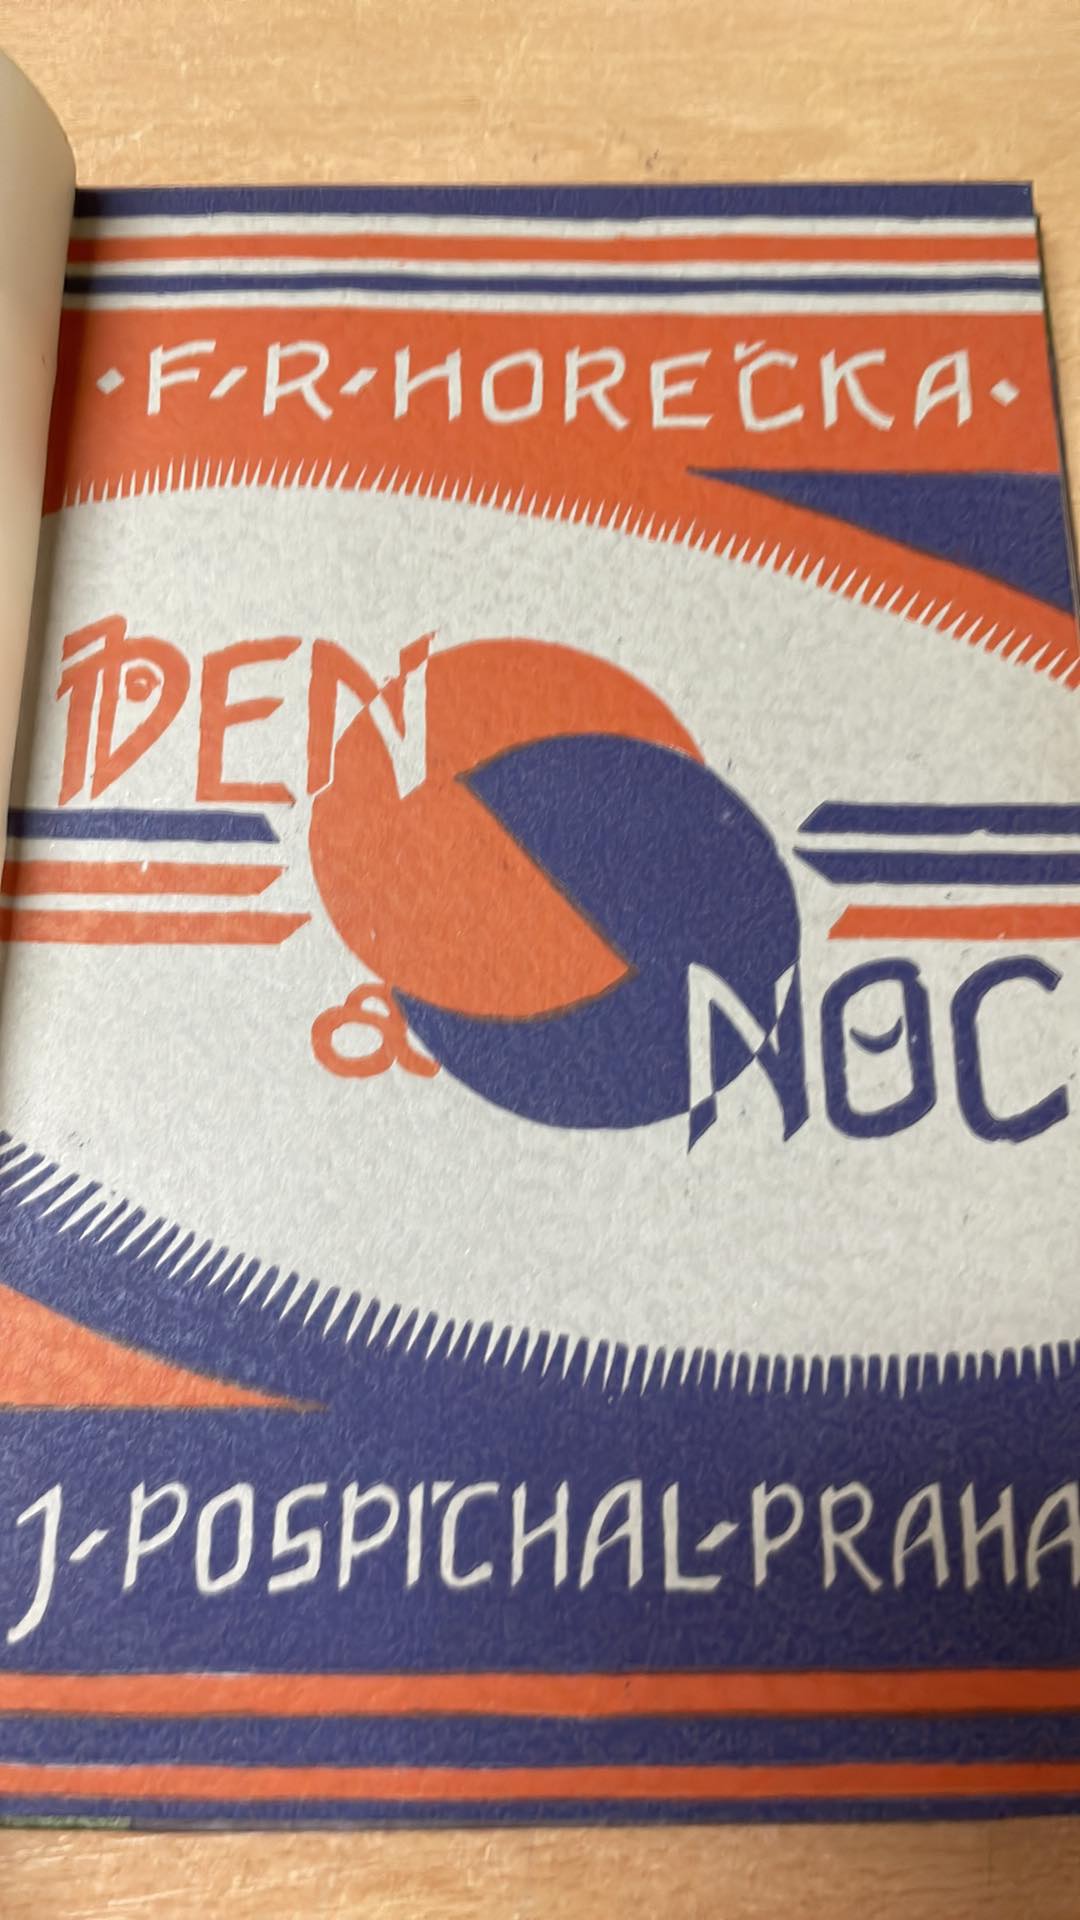 F-R-HOREČKA
DEN
a NOC
J-POSPÍCHAL-PRAHA